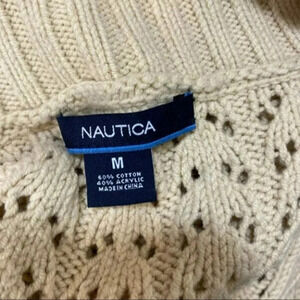 NAUTICA
M
60% COTTON
40% ACRYLIC
MADE IN CHINA